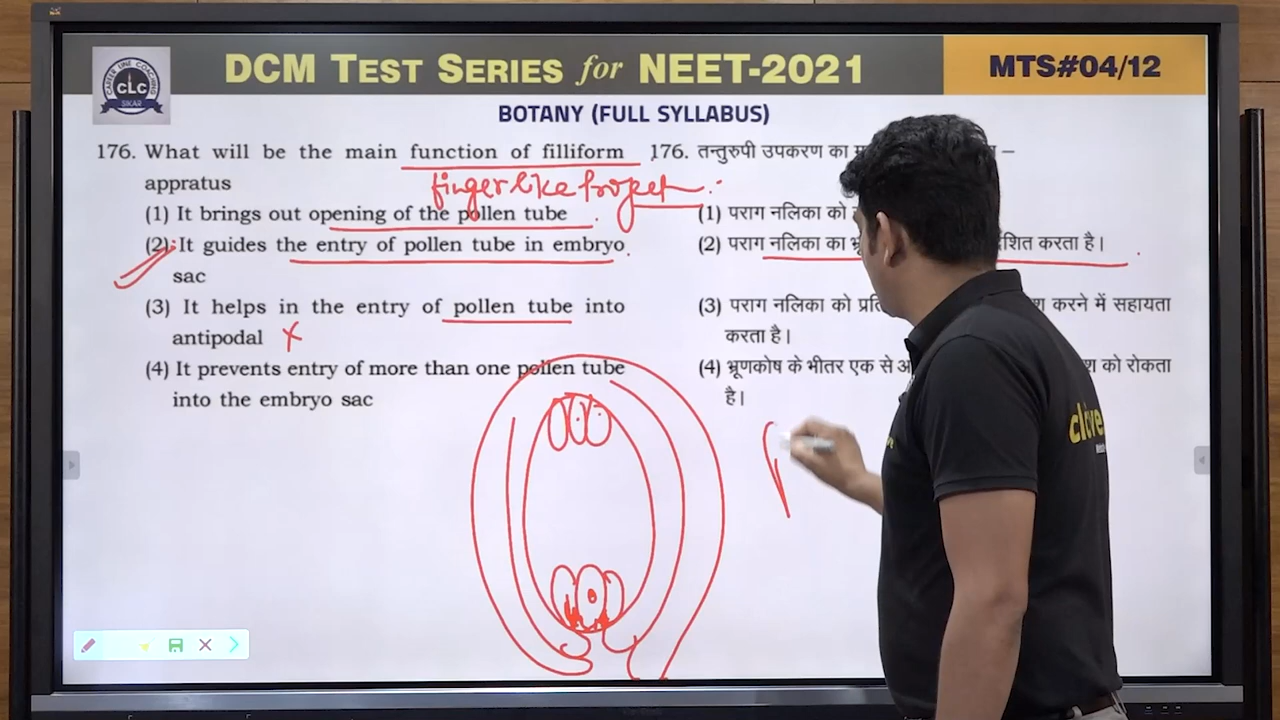 CAREER LINE COACHING
CLC
SIKAR
DCM TEST SERIES for NEET-2021
MTS#04/12
BOTANY (FULL SYLLABUS)
176. What will be the main function of filliform
appratus
finger like
(1) It brings out opening of the pollen tube
(2) It guides the entry of pollen tube in embryo
sac
(3) It helps in the entry of pollen tube into
antipodal
(4) It prevents entry of more than one pollen tube
into the embryo sac
176. तन्तुरुपी उपकरण का
(1) पराग नलिका को
(2) पराग नलिका का करता है।
(3) पराग नलिका को करने में सहायता
करता है।
(4) भ्रूणकोष के भीतर एक से को रोकता
है।